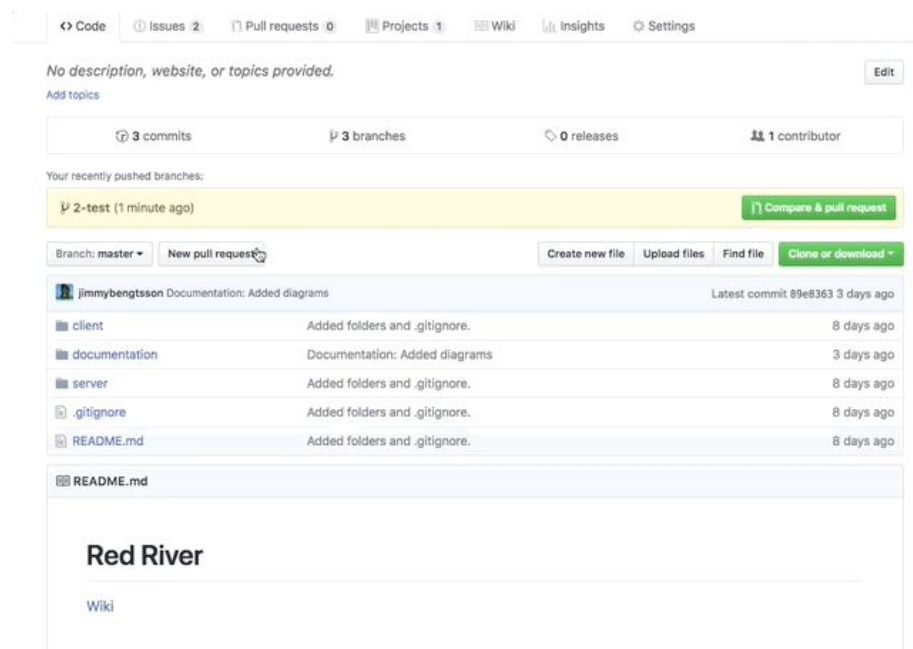 Code Issues 2 Pull requests 0 Projects 1 Wiki Insights Settings
No description, website, or topics provided. Edit
Add topics
3 commits 3 branches 0 releases 1 contributor
Your recently pushed branches:
2-test (1 minute ago) Compare & pull request
Branch: master New pull request Create new file Upload files Find file Clone or download
jimmybengtsson Documentation: Added diagrams Latest commit 89e8363 3 days ago
client Added folders and .gitignore. 8 days ago
documentation Documentation: Added diagrams 3 days ago
server Added folders and .gitignore. 8 days ago
.gitignore Added folders and .gitignore. 8 days ago
README.md Added folders and .gitignore. 8 days ago
README.md
Red River
Wiki